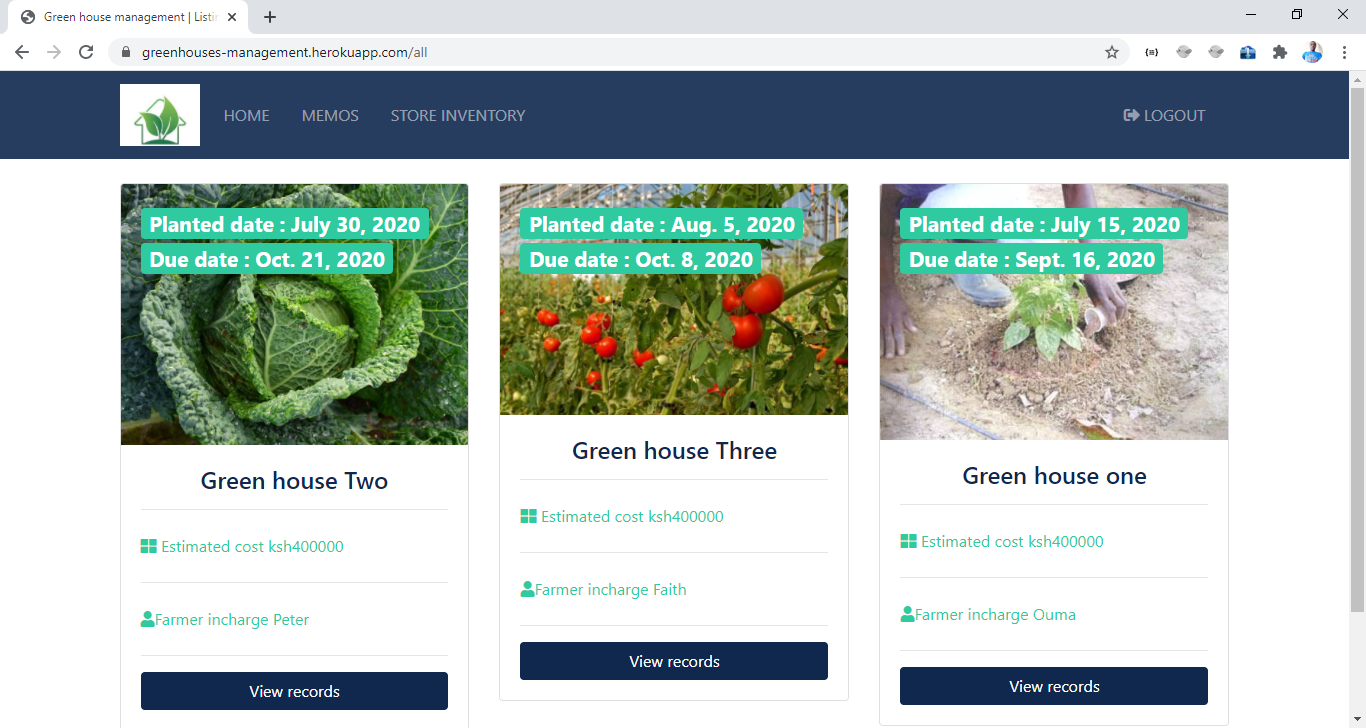 Green house management | Listin
greenhouses-management.herokuapp.com/all
HOME MEMOS STORE INVENTORY LOGOUT
Planted date : July 30, 2020
Due date : Oct. 21, 2020
Green house Two
Estimated cost ksh400000
Farmer incharge Peter
View records
Planted date : Aug. 5, 2020
Due date : Oct. 8, 2020
Green house Three
Estimated cost ksh400000
Farmer incharge Faith
View records
Planted date : July 15, 2020
Due date : Sept. 16, 2020
Green house one
Estimated cost ksh400000
Farmer incharge Ouma
View records